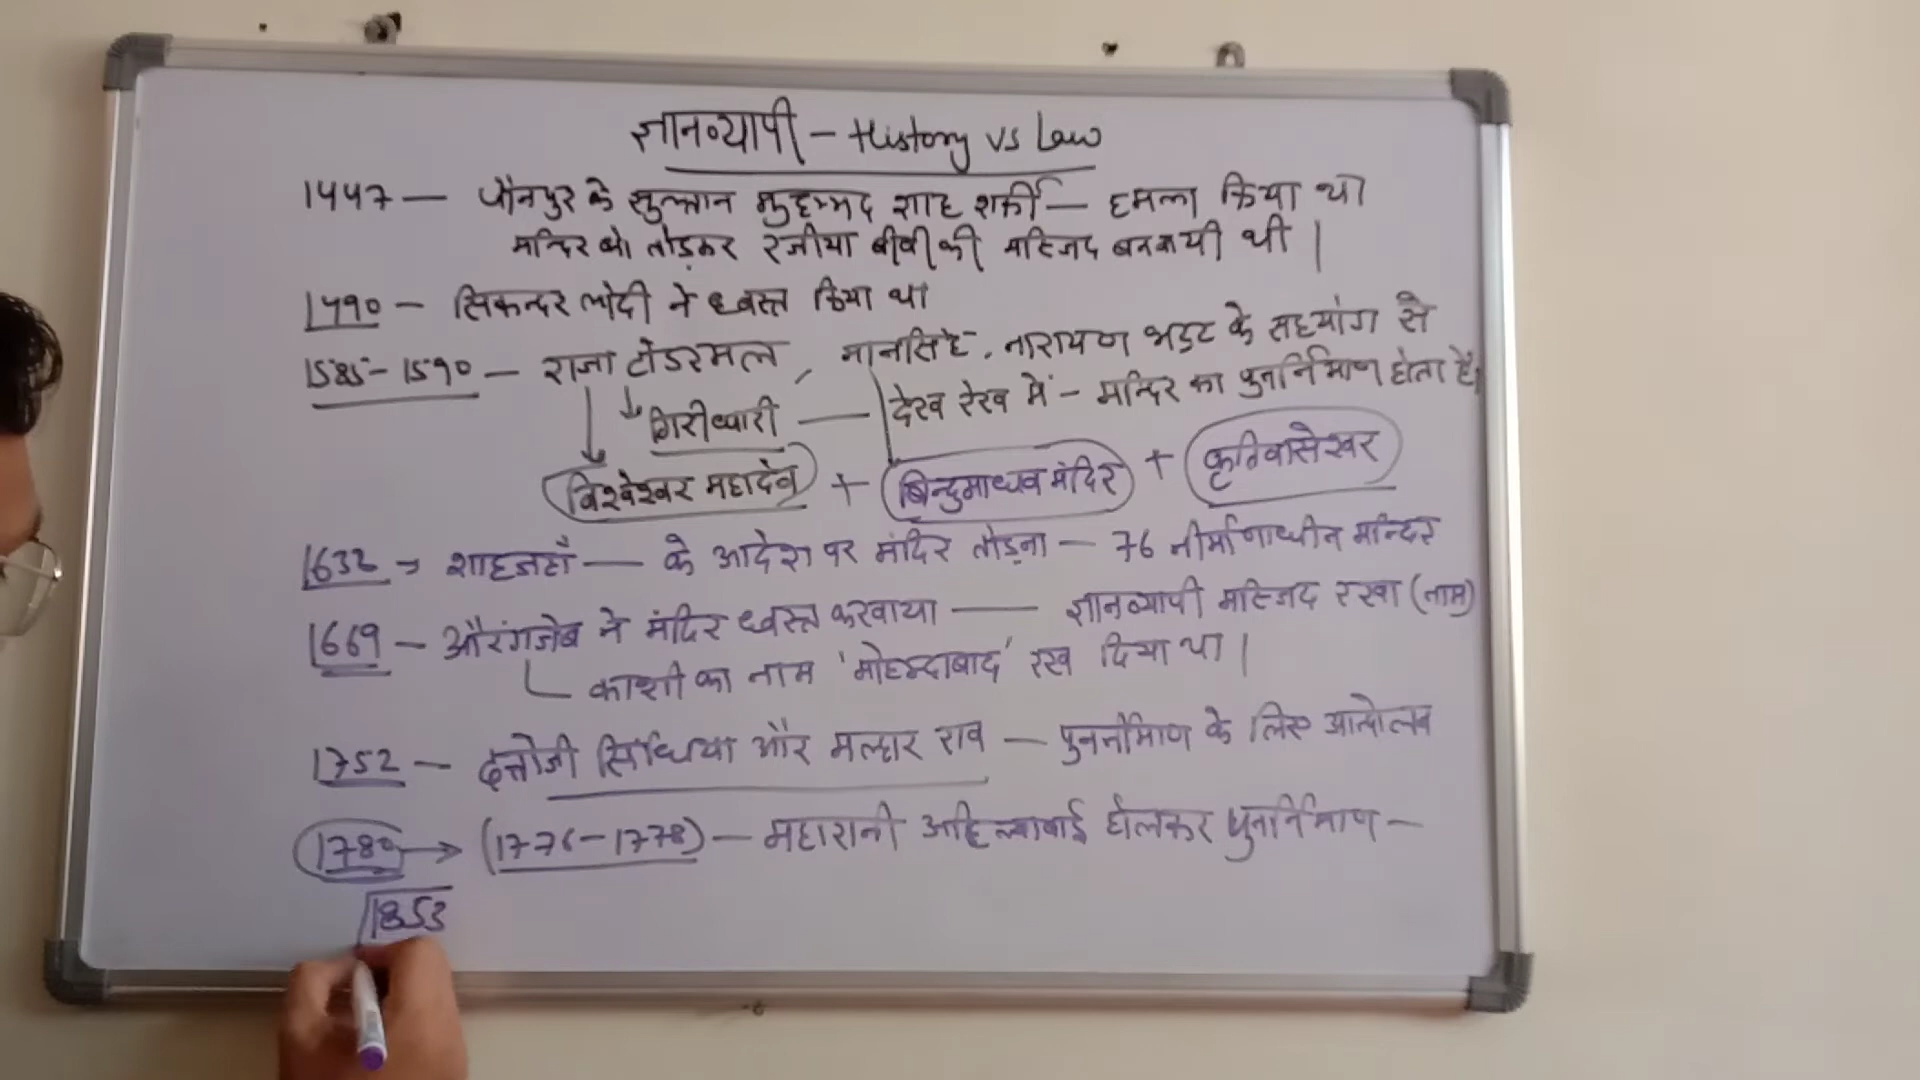 ज्ञानव्यापी – History vs Law
1447 — जौनपुर के सुल्तान मुहम्मद शाह शर्की — हमला किया था
मन्दिर को तोड़कर रजीया बीबी की मस्जिद बनवायी थी |
1490 – सिकन्दर लोदी ने ध्वस्त किया था
1585-1590 – राजा टोडरमल, मानसिंह, नारायण भट्ट के सहयोग से
गिरीधारी — देख रेख में - मन्दिर का पुनर्निमाण होता है|
विश्वेश्वर महादेव + बिन्दुमाधव मंदिर + कृतिवासेश्वर
1632 → शाहजहाँ — के आदेश पर मंदिर तोड़ना – 76 नीर्माणाधीन मन्दिर
1669 – औरंगजेब ने मंदिर ध्वस्त करवाया — ज्ञानव्यापी मस्जिद रखा (नाम)
काशी का नाम 'मोहम्दाबाद' रख दिया था |
1752 – दत्तोजी सिंधिया और मल्हार राव – पुनर्नीमाण के लिए आन्दोलन
1780 → (1776-1778) – महारानी अहिल्याबाई होलकर पुनर्निमाण –
1853